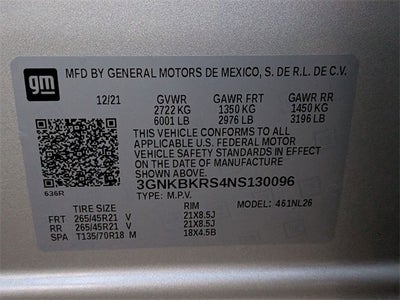 gm
MFD BY GENERAL MOTORS DE MEXICO, S. DE R.L. DE C.V.
12/21 GVWR GAWR FRT GAWR RR
2722 KG 1350 KG 1450 KG
6001 LB 2976 LB 3196 LB
THIS VEHICLE CONFORMS TO ALL
APPLICABLE U.S. FEDERAL MOTOR
VEHICLE SAFETY STANDARDS IN EFFECT
ON THE DATE OF MANUFACTURE
SHOWN ABOVE.
3GNKBKRS4NS130096
636R TYPE: M.P.V. MODEL: 461NL26
TIRE SIZE RIM
FRT 265/45R21 V 21X8.5J
RR 265/45R21 V 21X8.5J
SPA T135/70R18 M 18X4.5B